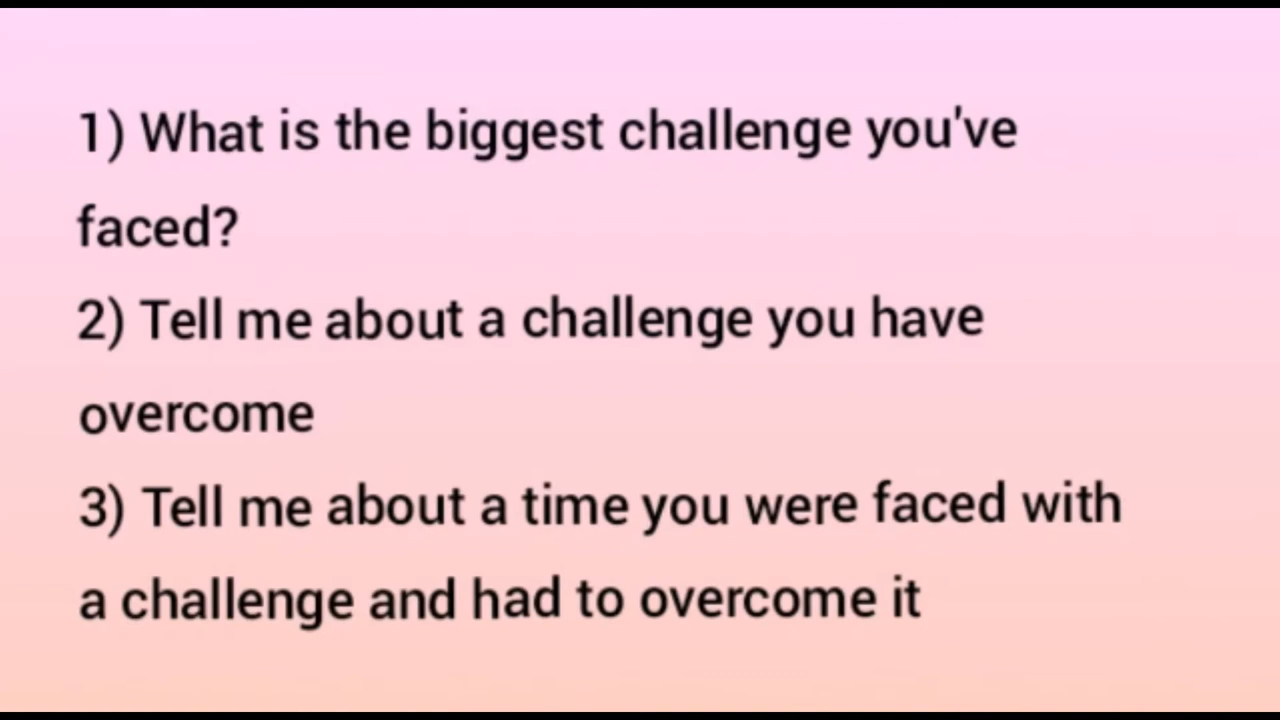 1) What is the biggest challenge you've
faced?
2) Tell me about a challenge you have
overcome
3) Tell me about a time you were faced with
a challenge and had to overcome it